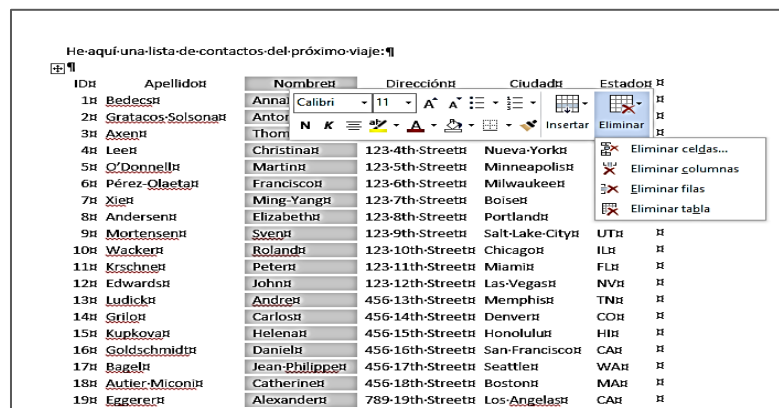 He·aquí·una·lista·de·contactos·del·próximo·viaje:¶
¶
ID¤ Apellido¤ Nombre¤ Dirección¤ Ciudad¤ Estado¤ ¤
1¤ Bedecs¤ Anna¤ Calibri 11 A A
2¤ Gratacos·Solsona¤ Anton
3¤ Axen¤ Thom N K A Insertar Eliminar
4¤ Lee¤ Christina¤ 123·4th·Street¤ Nueva·York¤ Eliminar celdas...
5¤ O’Donnell¤ Martin¤ 123·5th·Street¤ Minneapolis¤ Eliminar columnas
6¤ Pérez·Olaeta¤ Francisco¤ 123·6th·Street¤ Milwaukee¤ Eliminar filas
7¤ Xie¤ Ming-Yang¤ 123·7th·Street¤ Boise¤ Eliminar tabla
8¤ Andersen¤ Elizabeth¤ 123·8th·Street¤ Portland¤
9¤ Mortensen¤ Sven¤ 123·9th·Street¤ Salt·Lake·City¤ UT¤ ¤
10¤ Wacker¤ Roland¤ 123·10th·Street¤ Chicago¤ IL¤ ¤
11¤ Krschne¤ Peter¤ 123·11th·Street¤ Miami¤ FL¤ ¤
12¤ Edwards¤ John¤ 123·12th·Street¤ Las·Vegas¤ NV¤ ¤
13¤ Ludick¤ Andre¤ 456·13th·Street¤ Memphis¤ TN¤ ¤
14¤ Grilo¤ Carlos¤ 456·14th·Street¤ Denver¤ CO¤ ¤
15¤ Kupkova¤ Helena¤ 456·15th·Street¤ Honolulu¤ HI¤ ¤
16¤ Goldschmidt¤ Daniel¤ 456·16th·Street¤ San·Francisco¤ CA¤ ¤
17¤ Bagel¤ Jean·Philippe¤ 456·17th·Street¤ Seattle¤ WA¤ ¤
18¤ Autier·Miconi¤ Catherine¤ 456·18th·Street¤ Boston¤ MA¤ ¤
19¤ Eggerer¤ Alexander¤ 789·19th·Street¤ Los·Angelas¤ CA¤ ¤